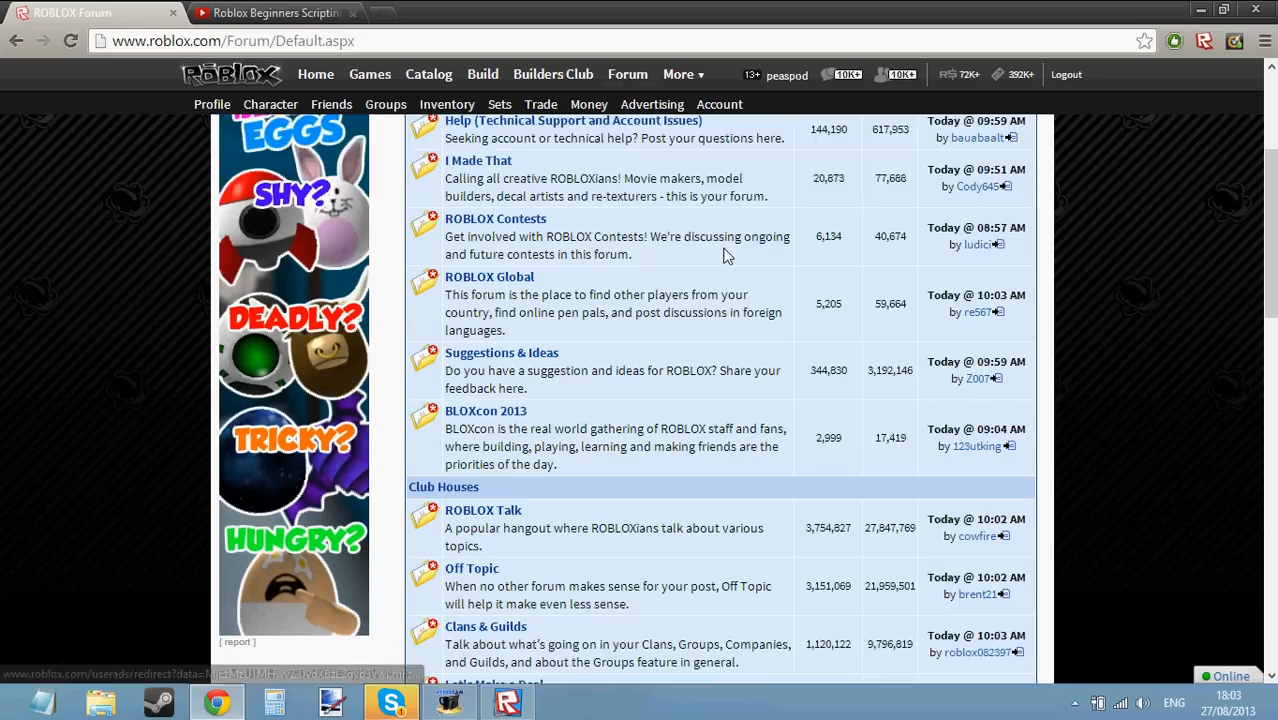 ROBLOX Forum
Roblox Beginners Scripting
www.roblox.com/Forum/Default.aspx
ROBLOX Home Games Catalog Build Builders Club Forum More 13+ peaspod 10K+ 10K+ R$ 72K+ 392K+ Logout
Profile Character Friends Groups Inventory Sets Trade Money Advertising Account
EGGS
SHY?
DEADLY?
TRICKY?
HUNGRY?
[ report ]
Help (Technical Support and Account Issues)
Seeking account or technical help? Post your questions here.
144,190 617,953 Today @ 09:59 AM
by bauabaalt
I Made That
Calling all creative ROBLOXians! Movie makers, model
builders, decal artists and re-texturers - this is your forum.
20,873 77,688 Today @ 09:51 AM
by Cody645
ROBLOX Contests
Get involved with ROBLOX Contests! We're discussing ongoing
and future contests in this forum.
6,134 40,674 Today @ 08:57 AM
by ludici
ROBLOX Global
This forum is the place to find other players from your
country, find online pen pals, and post discussions in foreign
languages.
5,205 59,664 Today @ 10:03 AM
by re567
Suggestions & Ideas
Do you have a suggestion and ideas for ROBLOX? Share your
feedback here.
344,830 3,192,146 Today @ 09:59 AM
by Z007
BLOXcon 2013
BLOXcon is the real world gathering of ROBLOX staff and fans,
where building, playing, learning and making friends are the
priorities of the day.
2,999 17,419 Today @ 09:04 AM
by 123utking
Club Houses
ROBLOX Talk
A popular hangout where ROBLOXians talk about various
topics.
3,754,827 27,847,769 Today @ 10:02 AM
by cowfire
Off Topic
When no other forum makes sense for your post, Off Topic
will help it make even less sense.
3,151,069 21,959,501 Today @ 10:02 AM
by brent21
Clans & Guilds
Talk about what's going on in your Clans, Groups, Companies,
and Guilds, and about the Groups feature in general.
1,120,122 9,796,819 Today @ 10:03 AM
by roblox082397
Online
ENG
18:03
27/08/2013